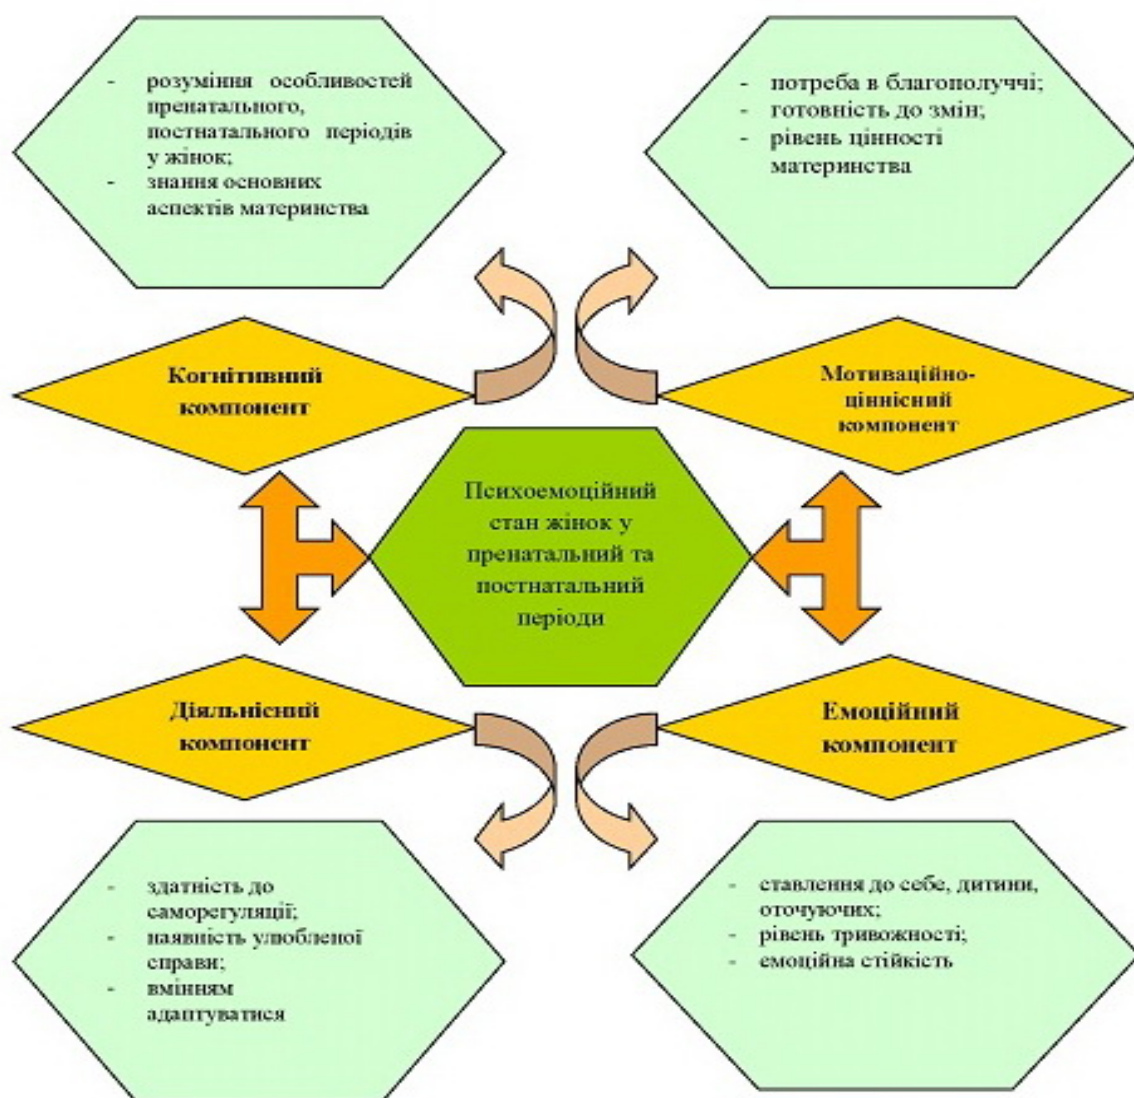 - розуміння особливостей
пренатального,
постнатального періодів
у жінок;
- знання основних
аспектів материнства
- потреба в благополуччі;
- готовність до змін;
- рівень цінності
материнства
Когнітивний
компонент
Мотиваційно-
ціннісний
компонент
Психоемоційний
стан жінок у
пренатальний та
постнатальний
періоди
Діяльнісний
компонент
Емоційний
компонент
- здатність до
саморегуляції;
- наявність улюбленої
справи;
- вмінням
адаптуватися
- ставлення до себе, дитини,
оточуючих;
- рівень тривожності;
- емоційна стійкість